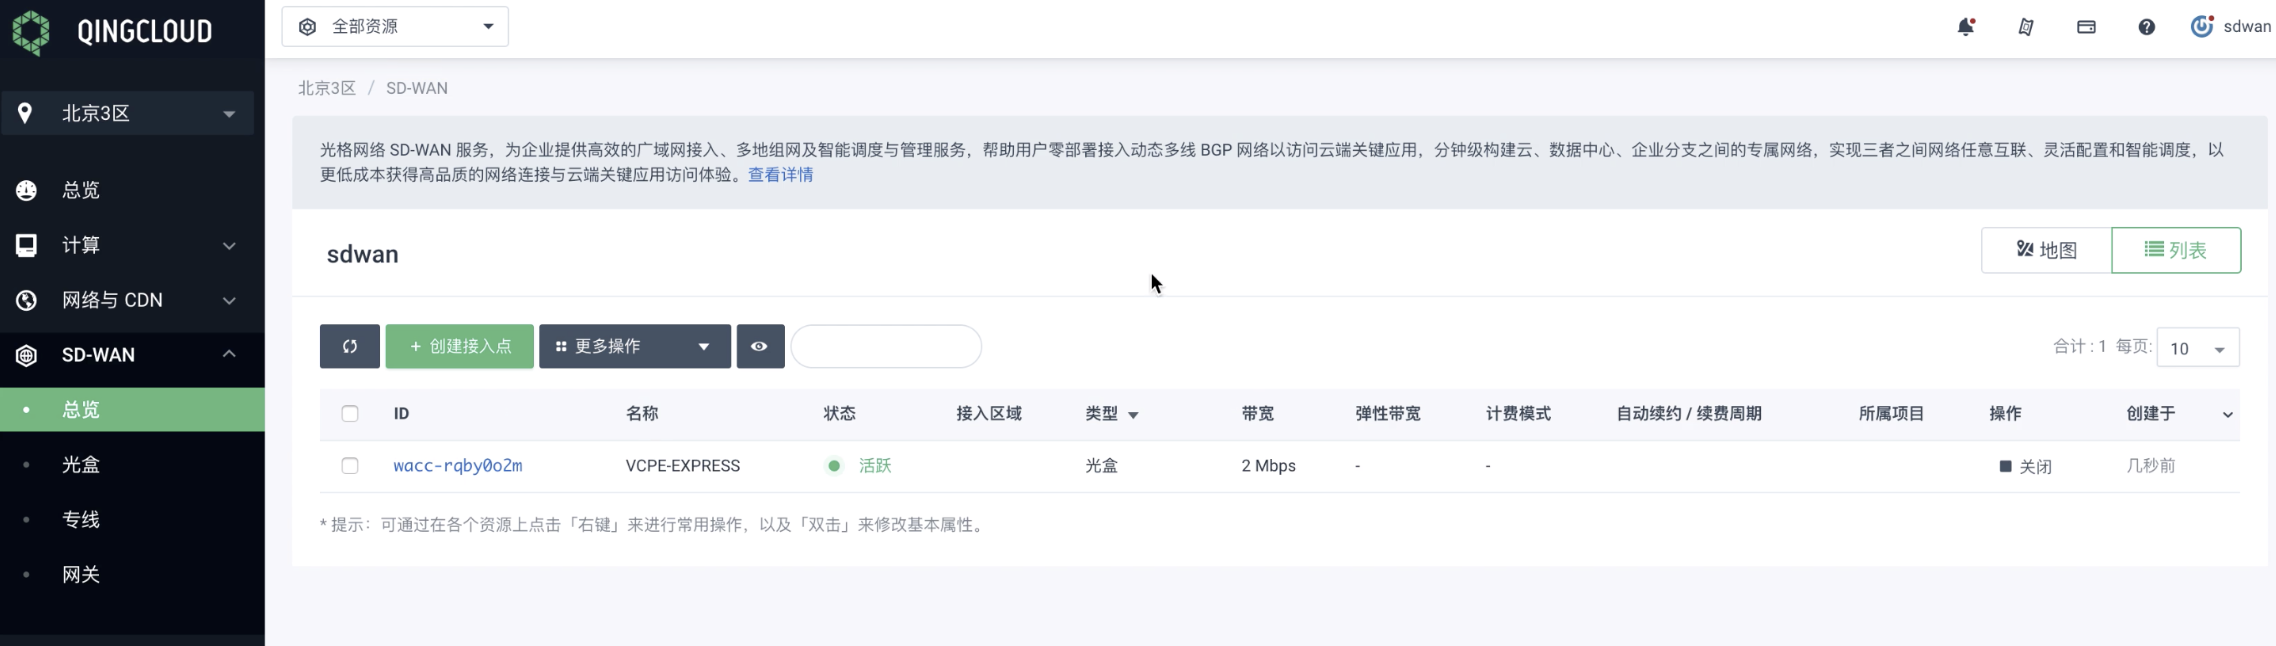 QINGCLOUD
全部资源
sdwan
北京3区
北京3区 / SD-WAN
总览
计算
网络与 CDN
SD-WAN
总览
光盒
专线
网关
光格网络 SD-WAN 服务，为企业提供高效的广域网接入、多地组网及智能调度与管理服务，帮助用户零部署接入动态多线 BGP 网络以访问云端关键应用，分钟级构建云、数据中心、企业分支之间的专属网络，实现三者之间网络任意互联、灵活配置和智能调度，以
更低成本获得高品质的网络连接与云端关键应用访问体验。查看详情
sdwan
地图 列表
+ 创建接入点 更多操作
合计 : 1 每页: 10
ID 名称 状态 接入区域 类型 带宽 弹性带宽 计费模式 自动续约 / 续费周期 所属项目 操作 创建于
wacc-rqby0o2m VCPE-EXPRESS 活跃 光盒 2 Mbps - - 关闭 几秒前
* 提示：可通过在各个资源上点击「右键」来进行常用操作，以及「双击」来修改基本属性。